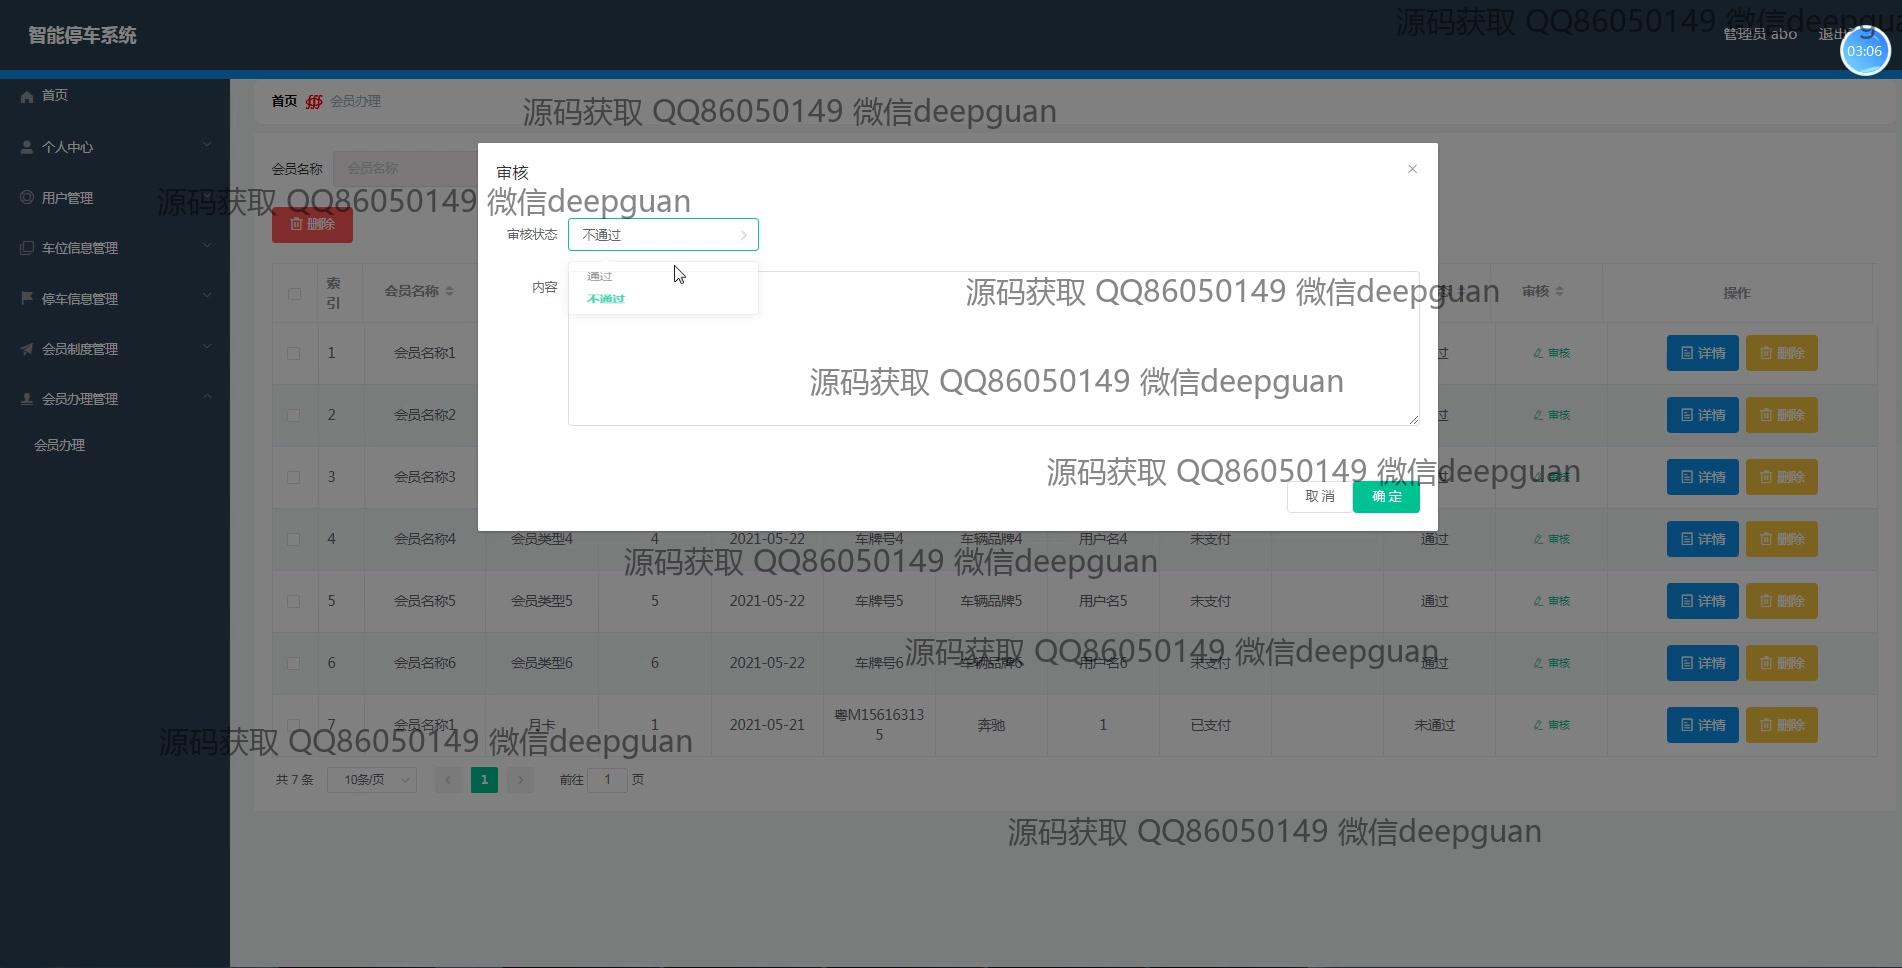 智能停车系统
源码获取 QQ86050149 微信deepgua
管理员 abo
退出
03:06
首页
个人中心
用户管理
车位信息管理
停车信息管理
会员制度管理
会员办理管理
会员办理
首页 会员办理
源码获取 QQ86050149 微信deepguan
会员名称 会员名称
源码获取 QQ86050149 微信deepguan
删除
审核
审核状态 不通过
通过
不通过
内容
源码获取 QQ86050149 微信deepguan
源码获取 QQ86050149 微信deepguan
源码获取 QQ86050149 微信deepguan
取消 确定
索引 会员名称 审核 操作
1 会员名称1 过 审核 详情 删除
2 会员名称2 过 审核 详情 删除
3 会员名称3 过 审核 详情 删除
4 会员名称4 会员类型4 4 2021-05-22 车牌号4 车辆品牌4 用户名4 未支付 通过 审核 详情 删除
源码获取 QQ86050149 微信deepguan
5 会员名称5 会员类型5 5 2021-05-22 车牌号5 车辆品牌5 用户名5 未支付 通过 审核 详情 删除
源码获取 QQ86050149 微信deepguan
6 会员名称6 会员类型6 6 2021-05-22 车牌号6 车辆品牌6 用户名6 未支付 通过 审核 详情 删除
7 会员名称1 月卡 1 2021-05-21 粤M156163135 奔驰 1 已支付 未通过 审核 详情 删除
源码获取 QQ86050149 微信deepguan
共 7 条 10条/页 1 前往 1 页
源码获取 QQ86050149 微信deepguan